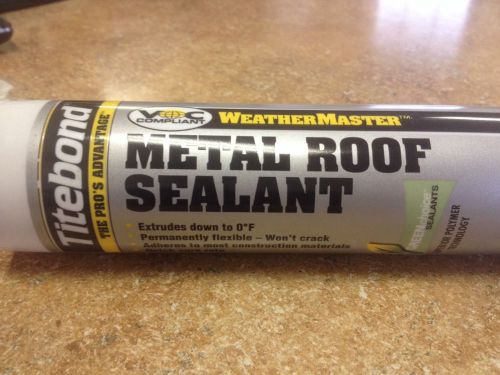 Titebond
THE PRO'S ADVANTAGE
VOC
COMPLIANT
WEATHERMASTER™
METAL ROOF
SEALANT
Extrudes down to 0°F
Permanently flexible – Won't crack
Adheres to most construction materials
SEALANTS
POLYMER